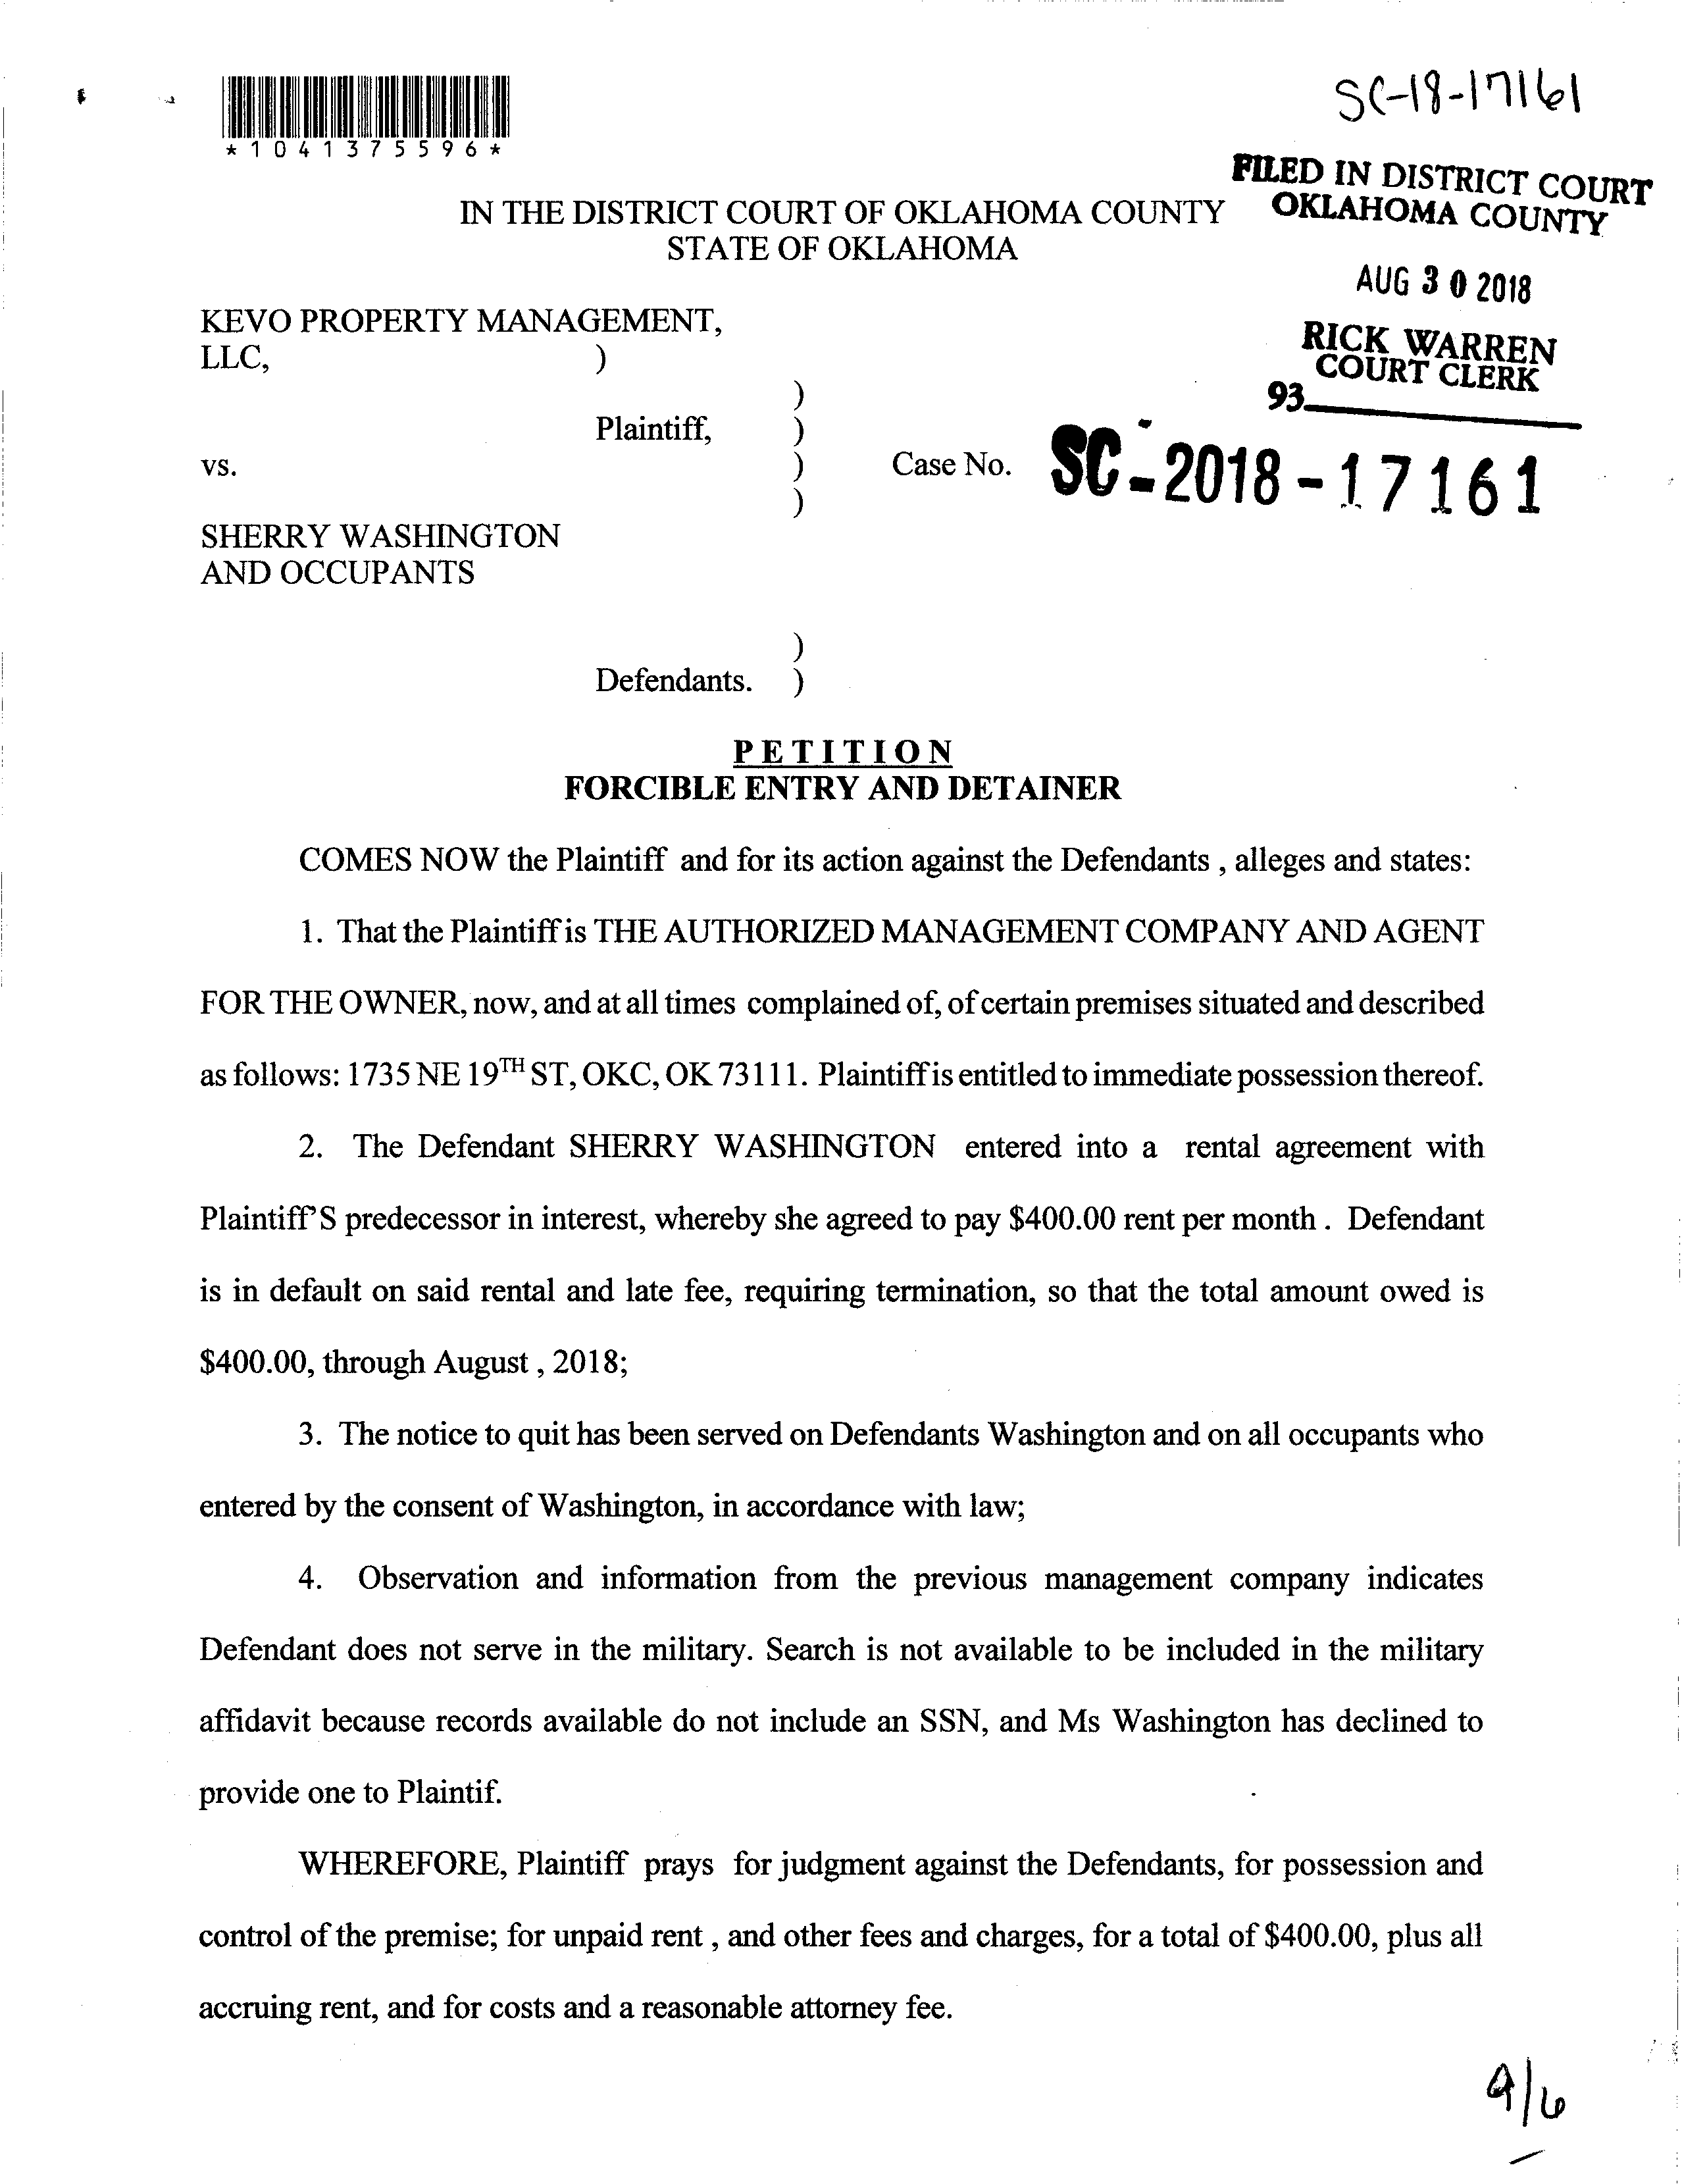 SC-18-17161
*1041375596*
FILED IN DISTRICT COURT
OKLAHOMA COUNTY
IN THE DISTRICT COURT OF OKLAHOMA COUNTY
STATE OF OKLAHOMA
AUG 30 2018
RICK WARREN
COURT CLERK
93
KEVO PROPERTY MANAGEMENT,
LLC, )
)
Plaintiff, )
vs. ) Case No. SC-2018-17161
)
SHERRY WASHINGTON
AND OCCUPANTS
)
Defendants. )
PETITION
FORCIBLE ENTRY AND DETAINER
COMES NOW the Plaintiff and for its action against the Defendants , alleges and states:
1. That the Plaintiff is THE AUTHORIZED MANAGEMENT COMPANY AND AGENT
FOR THE OWNER, now, and at all times complained of, of certain premises situated and described
as follows: 1735 NE 19TH ST, OKC, OK 73111. Plaintiff is entitled to immediate possession thereof.
2. The Defendant SHERRY WASHINGTON entered into a rental agreement with
Plaintiff'S predecessor in interest, whereby she agreed to pay $400.00 rent per month . Defendant
is in default on said rental and late fee, requiring termination, so that the total amount owed is
$400.00, through August , 2018;
3. The notice to quit has been served on Defendants Washington and on all occupants who
entered by the consent of Washington, in accordance with law;
4. Observation and information from the previous management company indicates
Defendant does not serve in the military. Search is not available to be included in the military
affidavit because records available do not include an SSN, and Ms Washington has declined to
provide one to Plaintif.
WHEREFORE, Plaintiff prays for judgment against the Defendants, for possession and
control of the premise; for unpaid rent , and other fees and charges, for a total of $400.00, plus all
accruing rent, and for costs and a reasonable attorney fee.
9/6